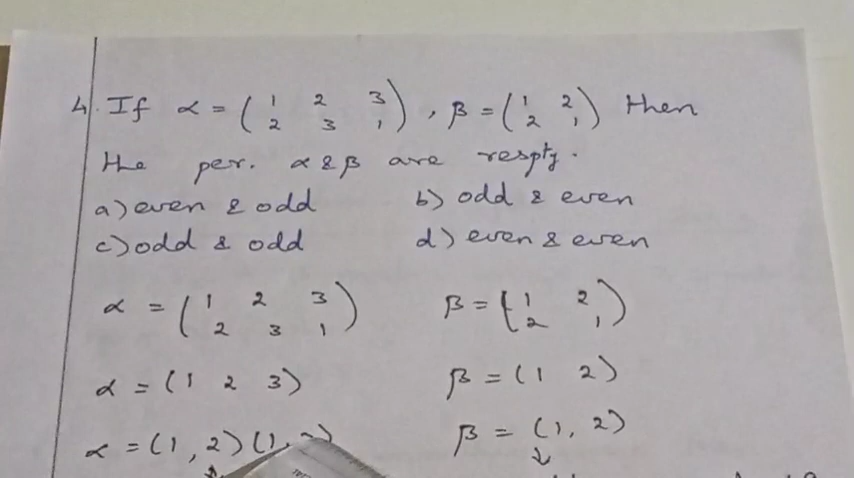 4. If α = ( 1 2 3 ) , β = ( 1 2 ) then
2 3 1 2 1
the per. α & β are respty.
a) even & odd b) odd & even
c) odd & odd d) even & even
α = ( 1 2 3 ) β = ( 1 2 )
2 3 1 2 1
α = (1 2 3) β = (1 2)
α = (1, 2) (1, β = (1, 2)